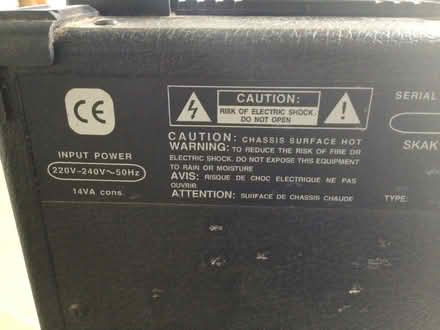 CE
INPUT POWER
220V-240V~50Hz
14VA cons.
CAUTION:
RISK OF ELECTRIC SHOCK
DO NOT OPEN
CAUTION: CHASSIS SURFACE HOT
WARNING: TO REDUCE THE RISK OF FIRE OR
ELECTRIC SHOCK. DO NOT EXPOSE THIS EQUIPMENT
TO RAIN OR MOISTURE
AVIS: RISQUE DE CHOC ELECTRIQUE NE PAS
OUVRIR
ATTENTION: SURFACE DE CHASSIS CHAUDE
SERIAL
SKAK
TYPE: